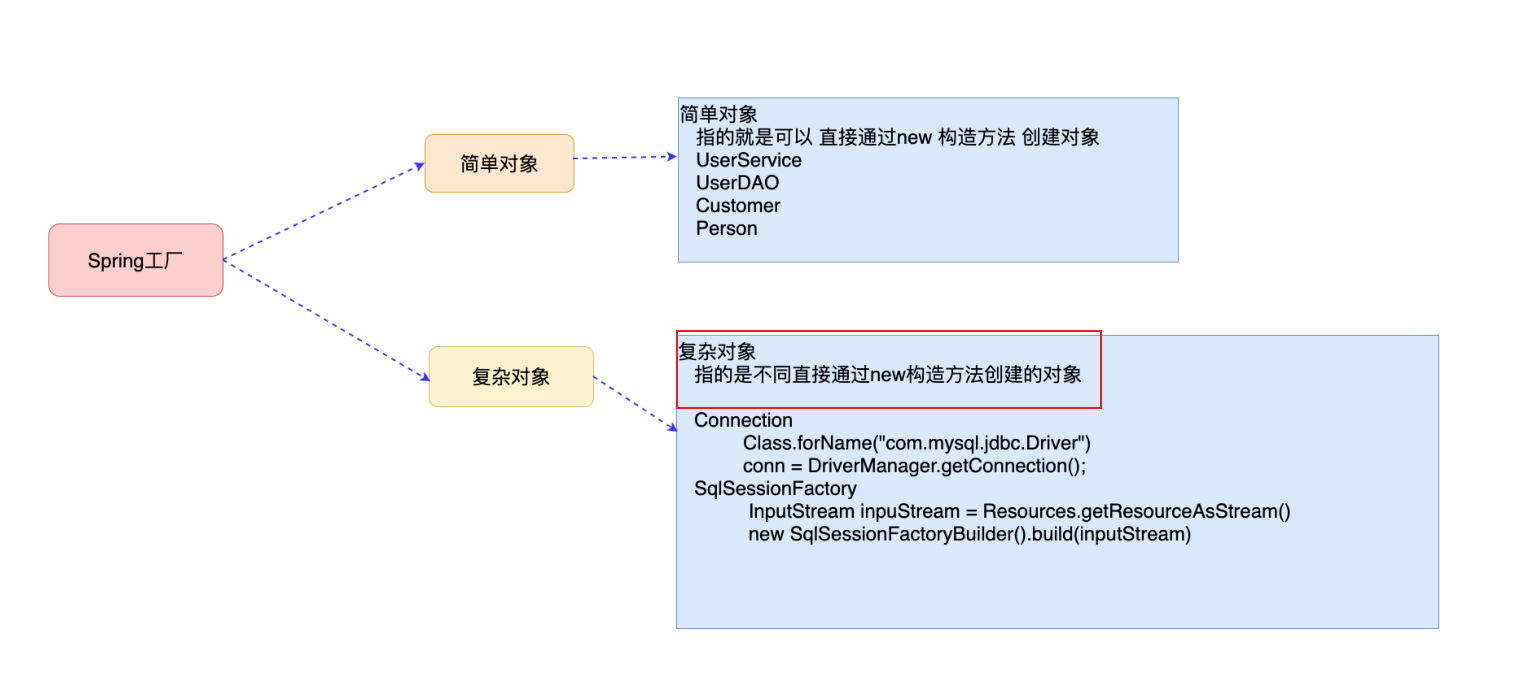 Spring工厂
简单对象
简单对象
指的就是可以 直接通过new 构造方法 创建对象
UserService
UserDAO
Customer
Person
复杂对象
复杂对象
指的是不同直接通过new构造方法创建的对象
Connection
Class.forName("com.mysql.jdbc.Driver")
conn = DriverManager.getConnection();
SqlSessionFactory
InputStream inpuStream = Resources.getResourceAsStream()
new SqlSessionFactoryBuilder().build(inputStream)